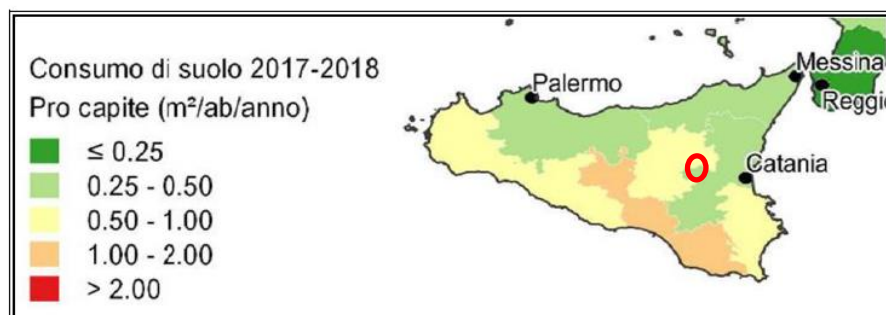 Consumo di suolo 2017-2018
Pro capite (m²/ab/anno)
≤ 0.25
0.25 - 0.50
0.50 - 1.00
1.00 - 2.00
> 2.00
Palermo
Messina
Reggio
Catania